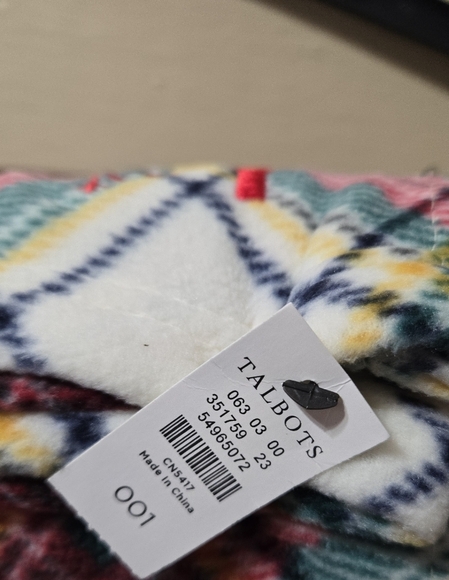 TALBOTS
063 03 00
351759 23
54965072
CN5417
Made in China
001